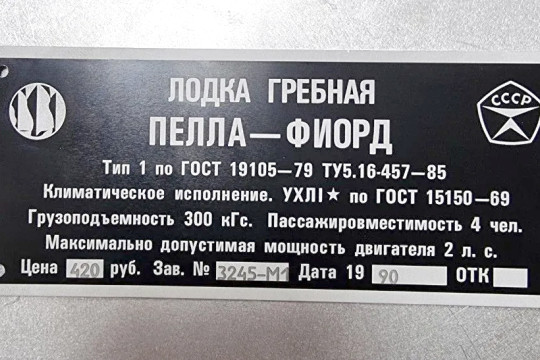 СССР
ЛОДКА ГРЕБНАЯ
ПЕЛЛА—ФИОРД
Тип 1 по ГОСТ 19105—79 ТУ5.16-457—85
Климатическое исполнение. УХЛI★ по ГОСТ 15150—69
Грузоподъемность 300 кГс. Пассажировместимость 4 чел.
Максимально допустимая мощность двигателя 2 л. с.
Цена 420 руб. Зав. № 3245-М1 Дата 19 90 ОТК